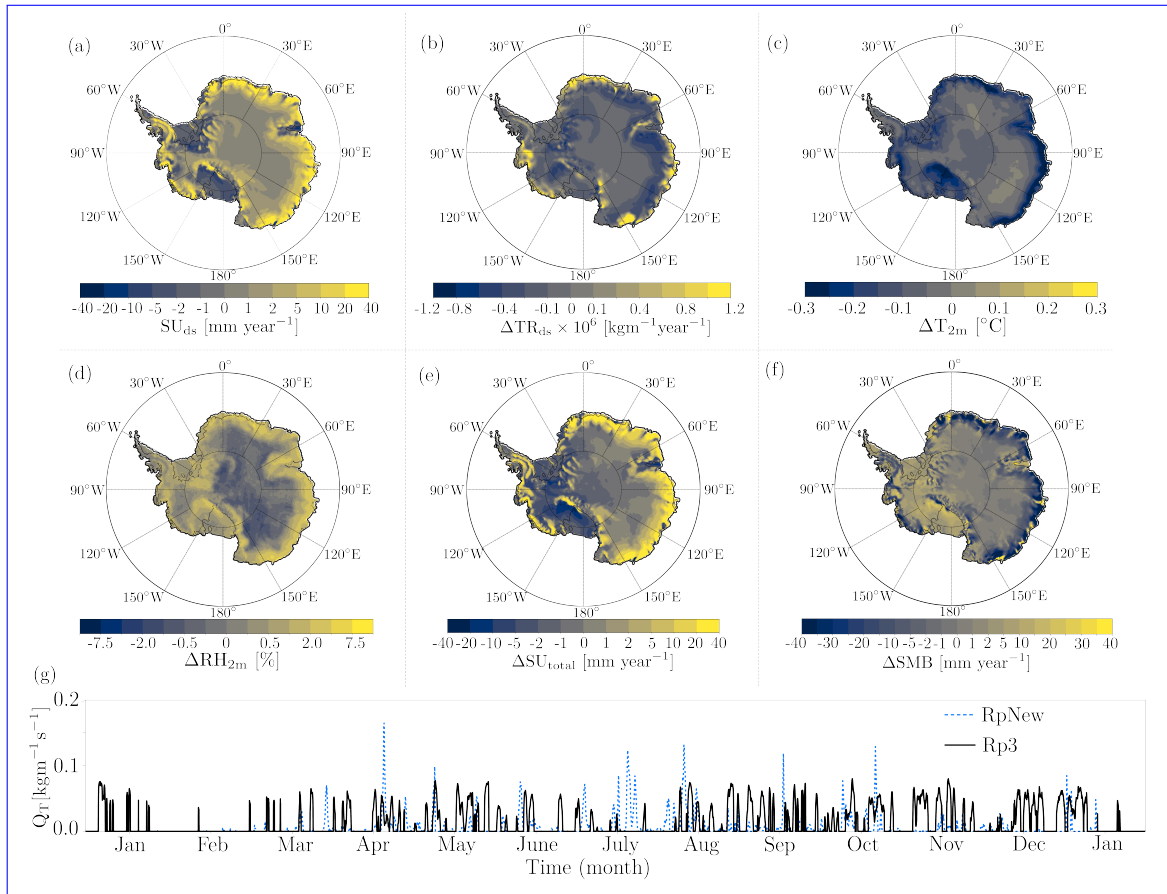 (a) (b) (c)
0° 0° 0°
30°W 30°E 30°W 30°E 30°W 30°E
60°W 60°E 60°W 60°E 60°W 60°E
90°W 90°E 90°W 90°E 90°W 90°E
120°W 120°E 120°W 120°E 120°W 120°E
150°W 150°E 150°W 150°E 150°W 150°E
180° 180° 180°
-40 -20 -10 -5 -2 -1 0 1 2 5 10 20 40
-1.2 -0.8 -0.4 -0.1 0 0.1 0.4 0.8 1.2
-0.3 -0.2 -0.1 0 0.1 0.2 0.3
SU_ds [mm year⁻¹]
ΔTR_ds × 10⁶ [kgm⁻¹year⁻¹]
ΔT_2m [°C]
(d) (e) (f)
0° 0° 0°
30°W 30°E 30°W 30°E 30°W 30°E
60°W 60°E 60°W 60°E 60°W 60°E
90°W 90°E 90°W 90°E 90°W 90°E
120°W 120°E 120°W 120°E 120°W 120°E
150°W 150°E 150°W 150°E 150°W 150°E
180° 180° 180°
-7.5 -2.0 -0.5 0 0.5 2.0 7.5
-40 -20 -10 -5 -2 -1 0 1 2 5 10 20 40
-40 -30 -20 -10 -5 -2 -1 0 1 2 5 10 20 30 40
ΔRH_2m [%]
ΔSU_total [mm year⁻¹]
ΔSMB [mm year⁻¹]
(g)
0.2
0.1
0.0
Q_T [kgm⁻¹s⁻¹]
RpNew
Rp3
Jan Feb Mar Apr May June July Aug Sep Oct Nov Dec Jan
Time (month)